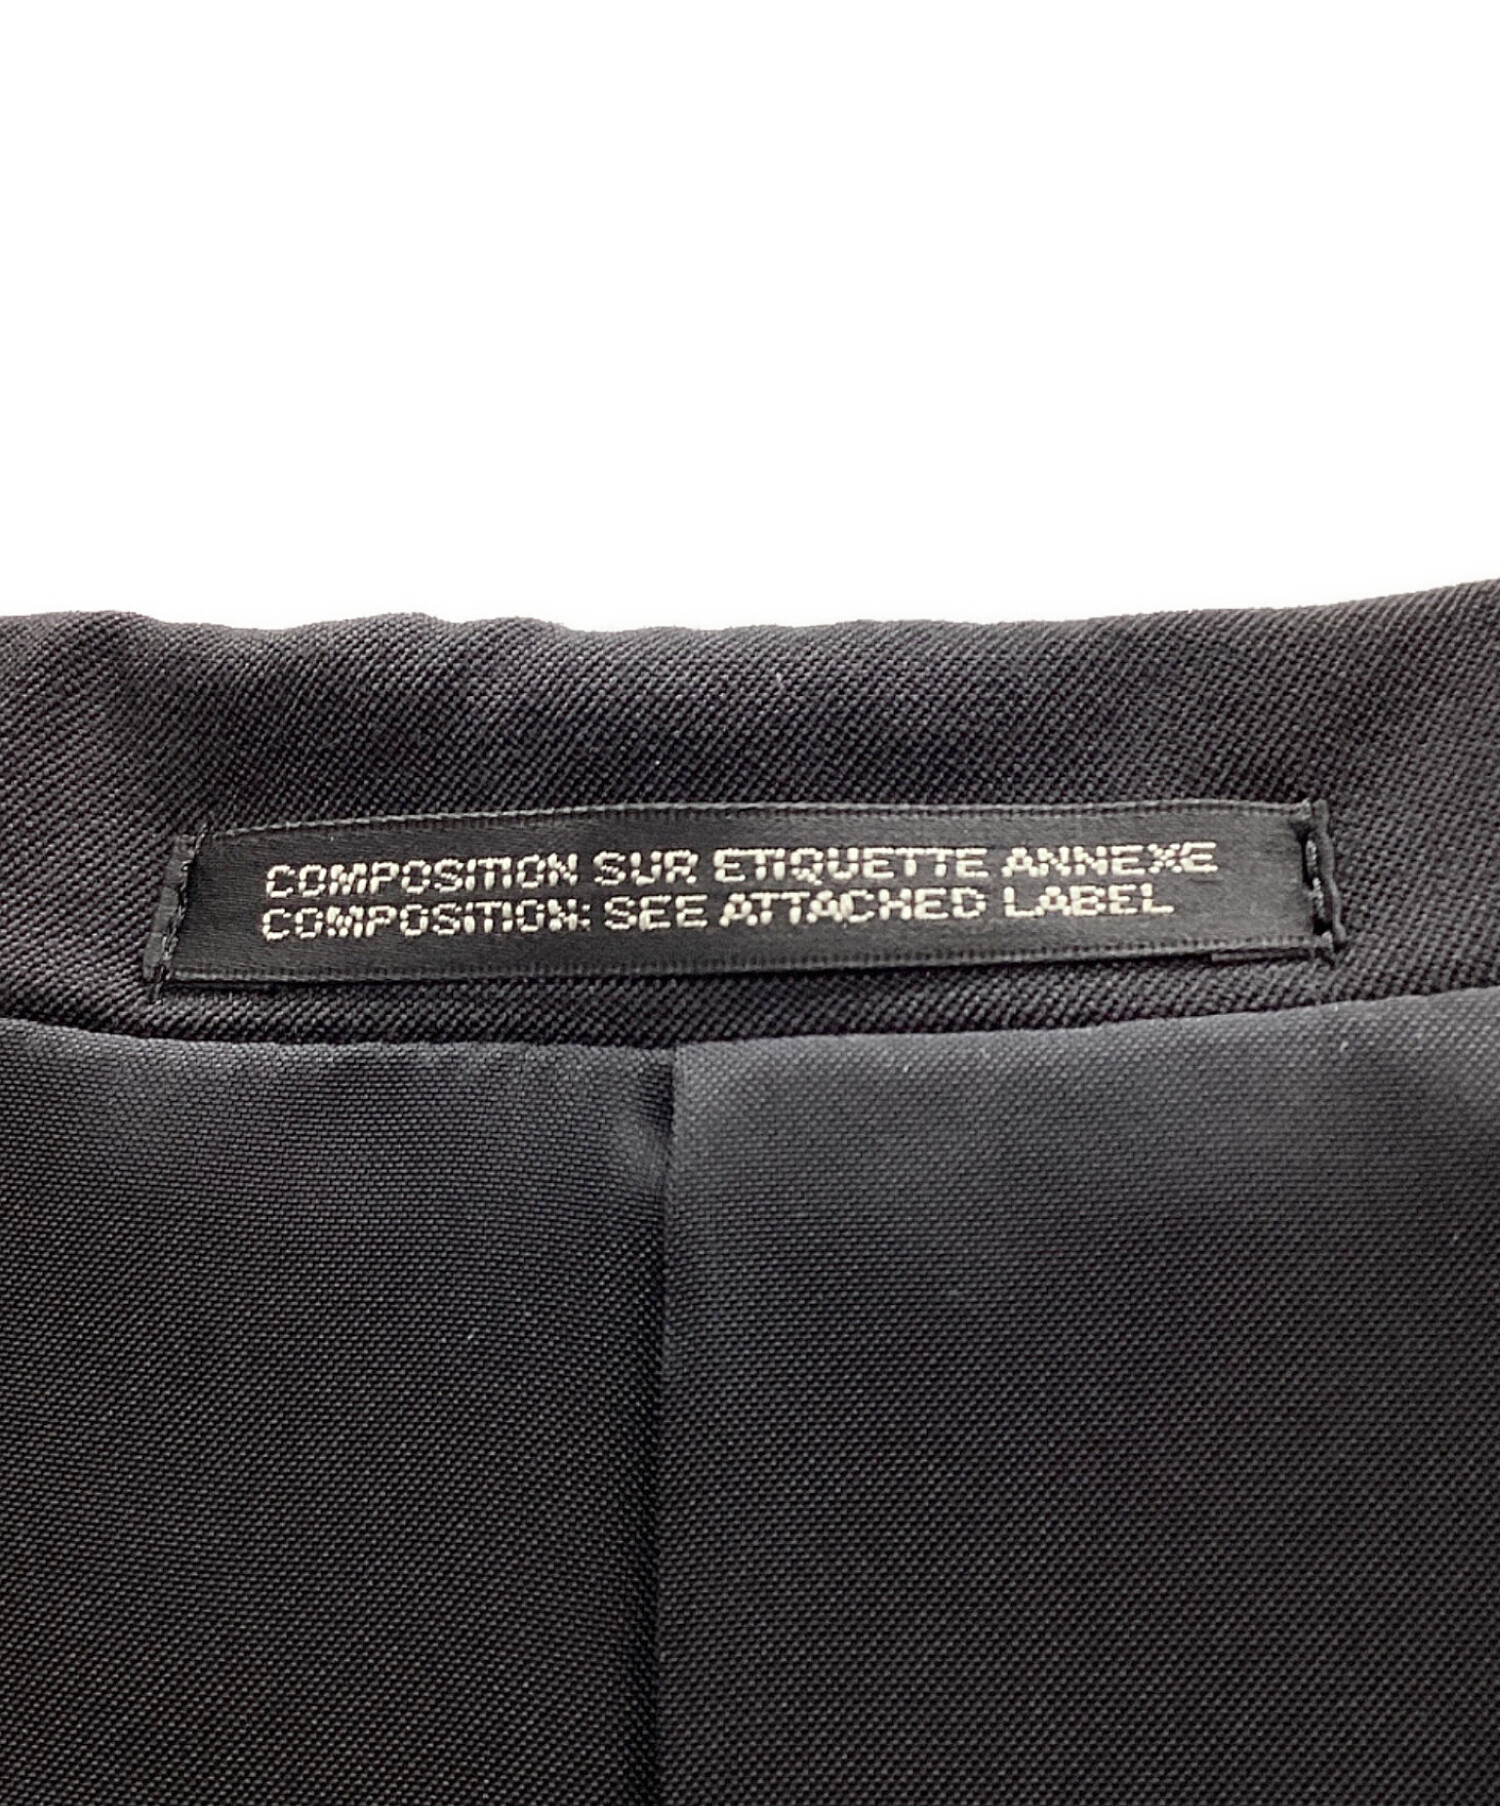 COMPOSITION SUR ETIQUETTE ANNEXE
COMPOSITION: SEE ATTACHED LABEL